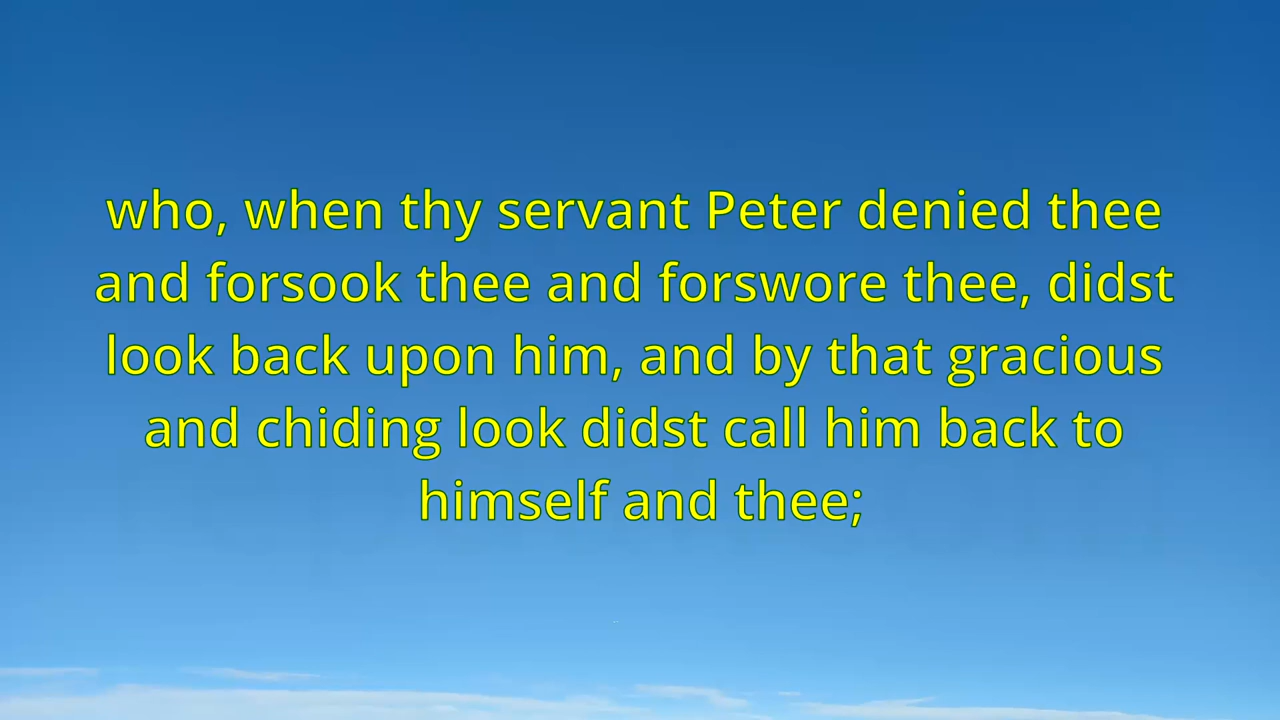 who, when thy servant Peter denied thee
and forsook thee and forswore thee, didst
look back upon him, and by that gracious
and chiding look didst call him back to
himself and thee;